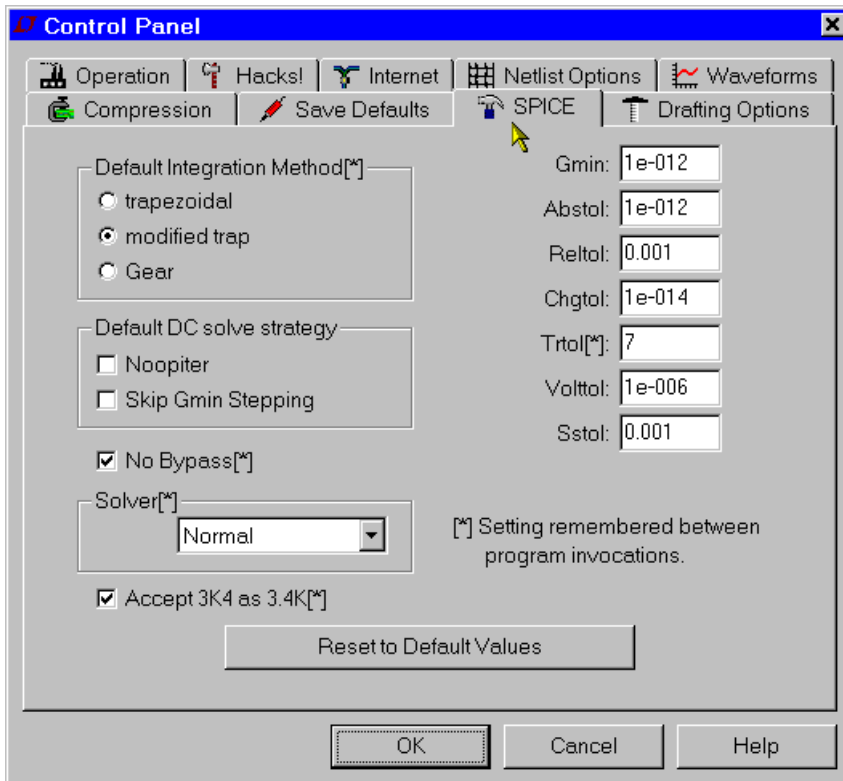 Control Panel
Operation
Hacks!
Internet
Netlist Options
Waveforms
Compression
Save Defaults
SPICE
Drafting Options
Default Integration Method[*]
trapezoidal
modified trap
Gear
Default DC solve strategy
Noopiter
Skip Gmin Stepping
No Bypass[*]
Solver[*]
Normal
Accept 3K4 as 3.4K[*]
Gmin: 1e-012
Abstol: 1e-012
Reltol: 0.001
Chgtol: 1e-014
Trtol[*]: 7
Volttol: 1e-006
Sstol: 0.001
[*] Setting remembered between
program invocations.
Reset to Default Values
OK
Cancel
Help